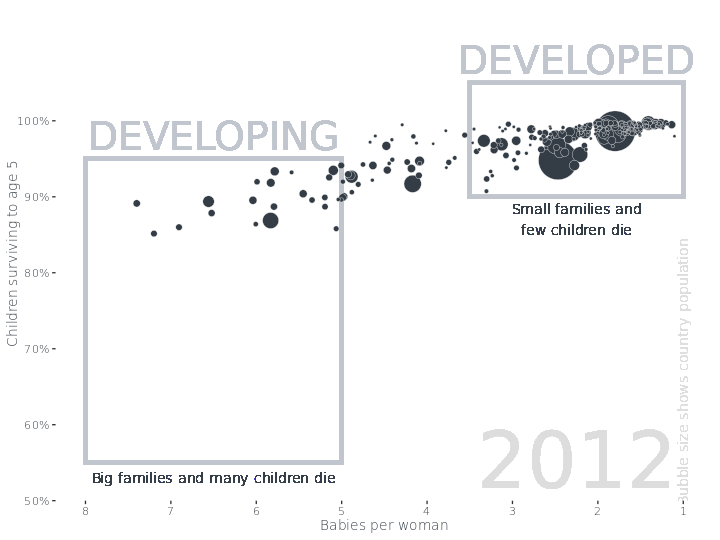 DEVELOPED
DEVELOPING
100%
90%
80%
70%
60%
50%
Children surviving to age 5
Small families and
few children die
Big families and many children die
2012
Bubble size shows country population
8 7 6 5 4 3 2 1
Babies per woman